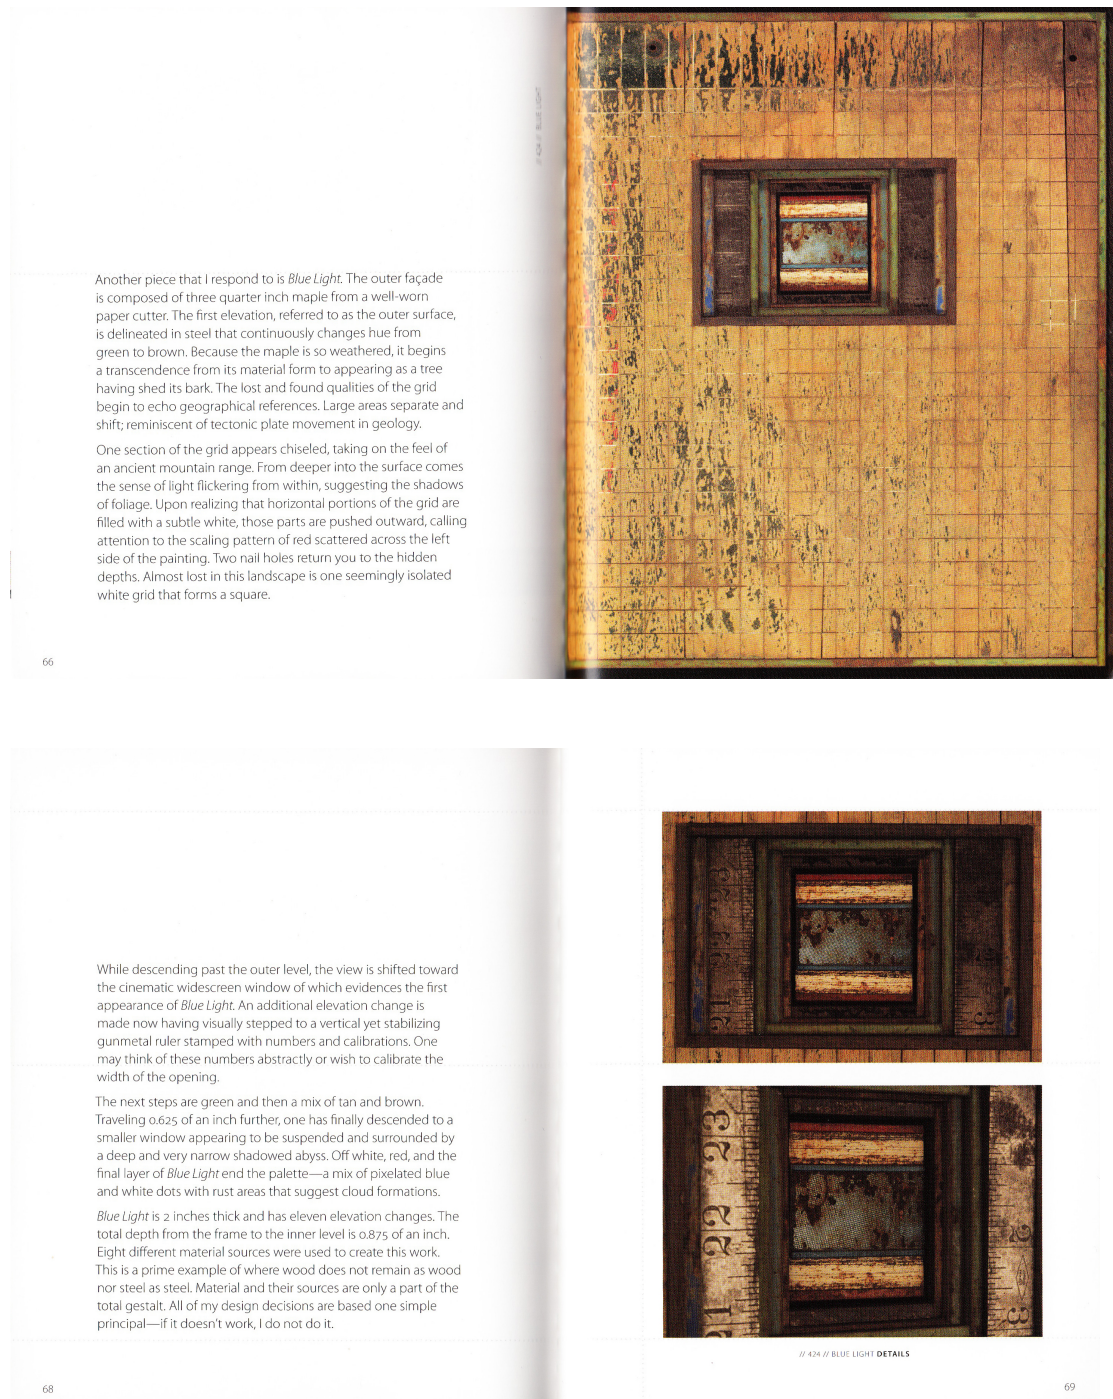 Another piece that I respond to is Blue Light. The outer façade
is composed of three quarter inch maple from a well-worn
paper cutter. The first elevation, referred to as the outer surface,
is delineated in steel that continuously changes hue from
green to brown. Because the maple is so weathered, it begins
a transcendence from its material form to appearing as a tree
having shed its bark. The lost and found qualities of the grid
begin to echo geographical references. Large areas separate and
shift; reminiscent of tectonic plate movement in geology.
One section of the grid appears chiseled, taking on the feel of
an ancient mountain range. From deeper into the surface comes
the sense of light flickering from within, suggesting the shadows
of foliage. Upon realizing that horizontal portions of the grid are
filled with a subtle white, those parts are pushed outward, calling
attention to the scaling pattern of red scattered across the left
side of the painting. Two nail holes return you to the hidden
depths. Almost lost in this landscape is one seemingly isolated
white grid that forms a square.
66
While descending past the outer level, the view is shifted toward
the cinematic widescreen window of which evidences the first
appearance of Blue Light. An additional elevation change is
made now having visually stepped to a vertical yet stabilizing
gunmetal ruler stamped with numbers and calibrations. One
may think of these numbers abstractly or wish to calibrate the
width of the opening.
The next steps are green and then a mix of tan and brown.
Traveling 0.625 of an inch further, one has finally descended to a
smaller window appearing to be suspended and surrounded by
a deep and very narrow shadowed abyss. Off white, red, and the
final layer of Blue Light end the palette—a mix of pixelated blue
and white dots with rust areas that suggest cloud formations.
Blue Light is 2 inches thick and has eleven elevation changes. The
total depth from the frame to the inner level is 0.875 of an inch.
Eight different material sources were used to create this work.
This is a prime example of where wood does not remain as wood
nor steel as steel. Material and their sources are only a part of the
total gestalt. All of my design decisions are based one simple
principal—if it doesn't work, I do not do it.
68
21 22 23
3
21 22 23
2
3
// 424 // BLUE LIGHT DETAILS
69